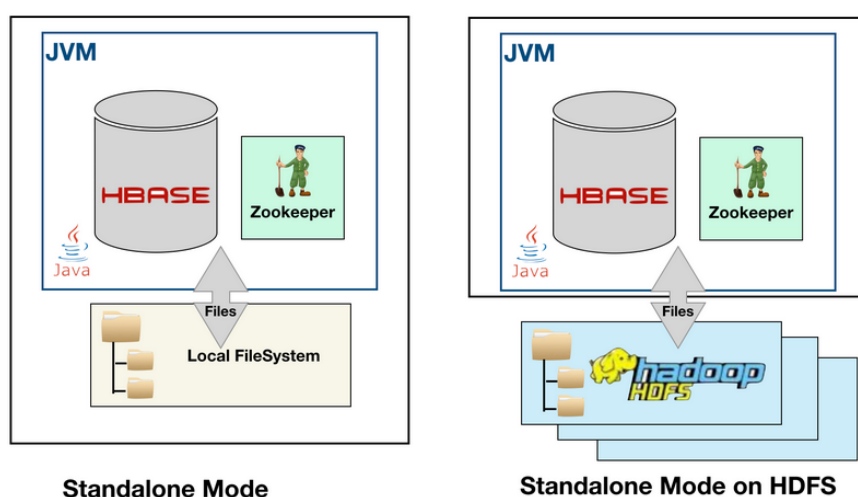 JVM
HBASE
Zookeeper
Java
Files
Local FileSystem
Standalone Mode
JVM
HBASE
Zookeeper
Java
Files
hadoop
HDFS
Standalone Mode on HDFS